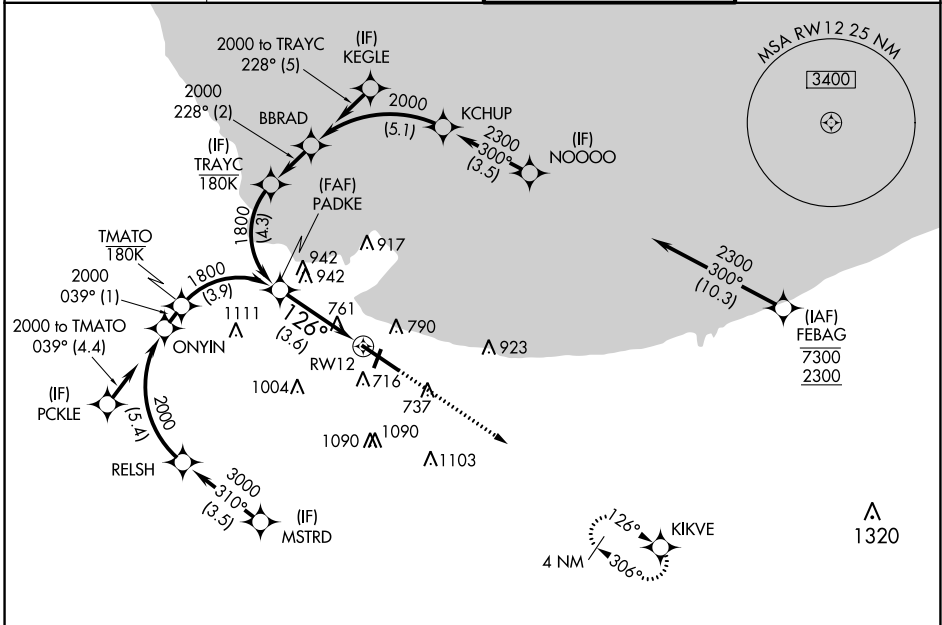 2000 to TRAYC
228° (5)
(IF)
KEGLE
MSA RW12 25 NM
3400
2000
228° (2)
BBRAD
2000
(5.1)
KCHUP
2300
300°
(3.5)
(IF)
NOOOO
(IF)
TRAYC
180K
(FAF)
PADKE
1800
(4.3)
942
942
917
TMATO
180K
2000
039° (1)
1800
(3.9)
2300
300°
(10.3)
(IAF)
FEBAG
7300
2300
2000 to TMATO
039° (4.4)
ONYIN
1111
126°
(3.6)
761
790
923
RW12
716
737
1004
(IF)
PCKLE
2000
(5.4)
1090
1090
1103
RELSH
3000
310°
(3.5)
(IF)
MSTRD
126°
KIKVE
4 NM
306°
1320